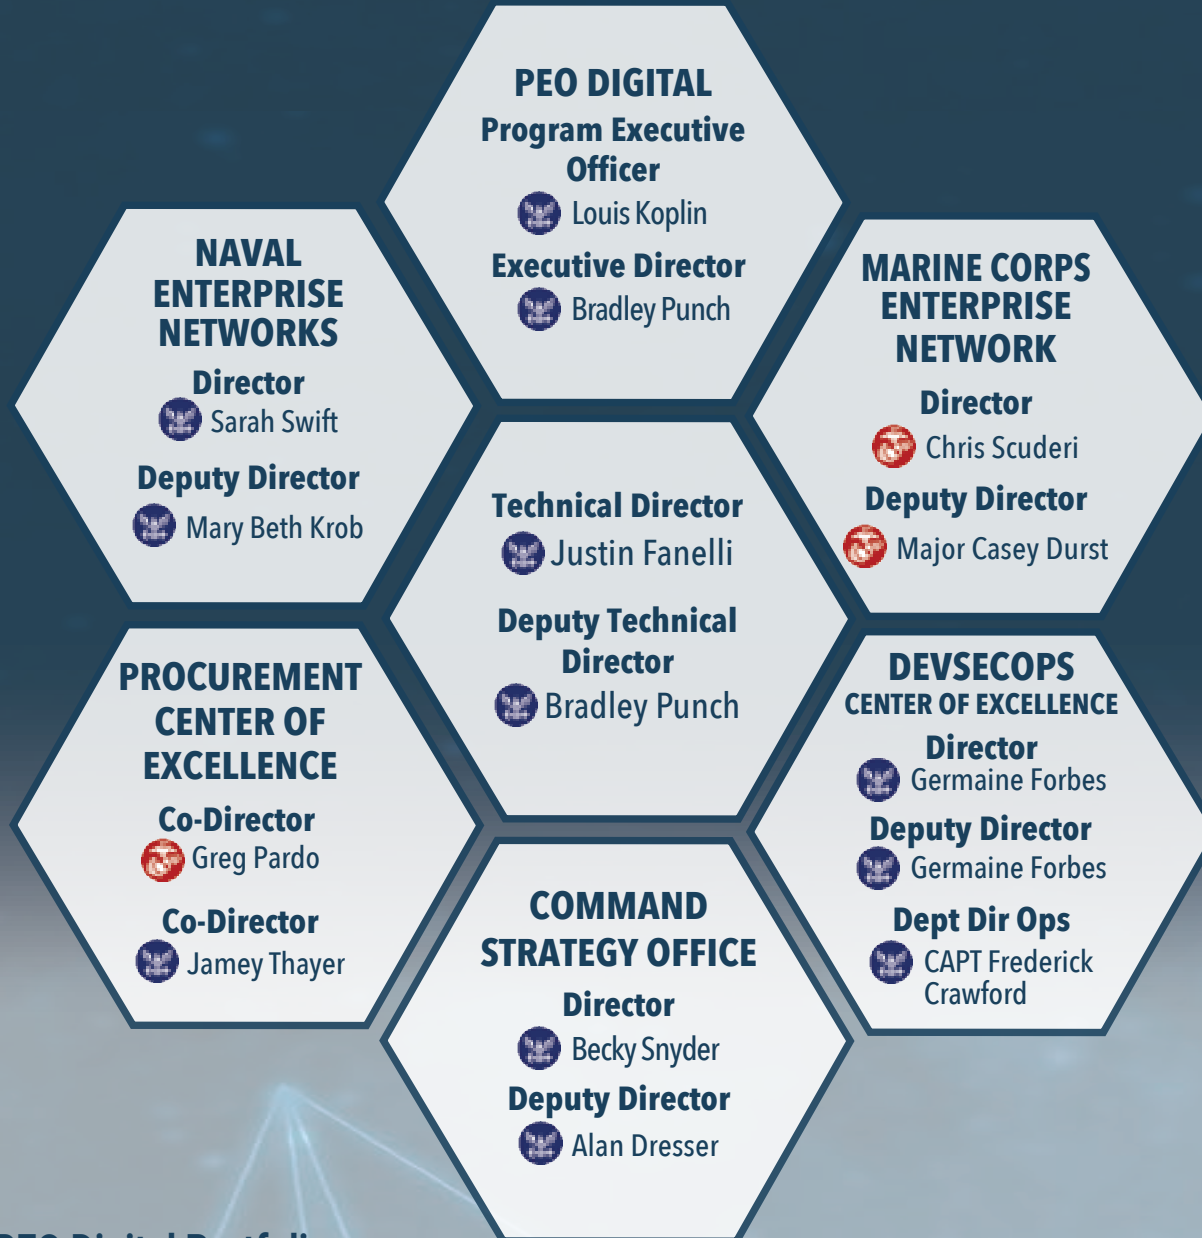 PEO DIGITAL
Program Executive
Officer
Louis Koplin
Executive Director
Bradley Punch
NAVAL
ENTERPRISE
NETWORKS
Director
Sarah Swift
Deputy Director
Mary Beth Krob
MARINE CORPS
ENTERPRISE
NETWORK
Director
Chris Scuderi
Deputy Director
Major Casey Durst
Technical Director
Justin Fanelli
Deputy Technical
Director
Bradley Punch
PROCUREMENT
CENTER OF
EXCELLENCE
Co-Director
Greg Pardo
Co-Director
Jamey Thayer
DEVSECOPS
CENTER OF EXCELLENCE
Director
Germaine Forbes
Deputy Director
Germaine Forbes
Dept Dir Ops
CAPT Frederick
Crawford
COMMAND
STRATEGY OFFICE
Director
Becky Snyder
Deputy Director
Alan Dresser